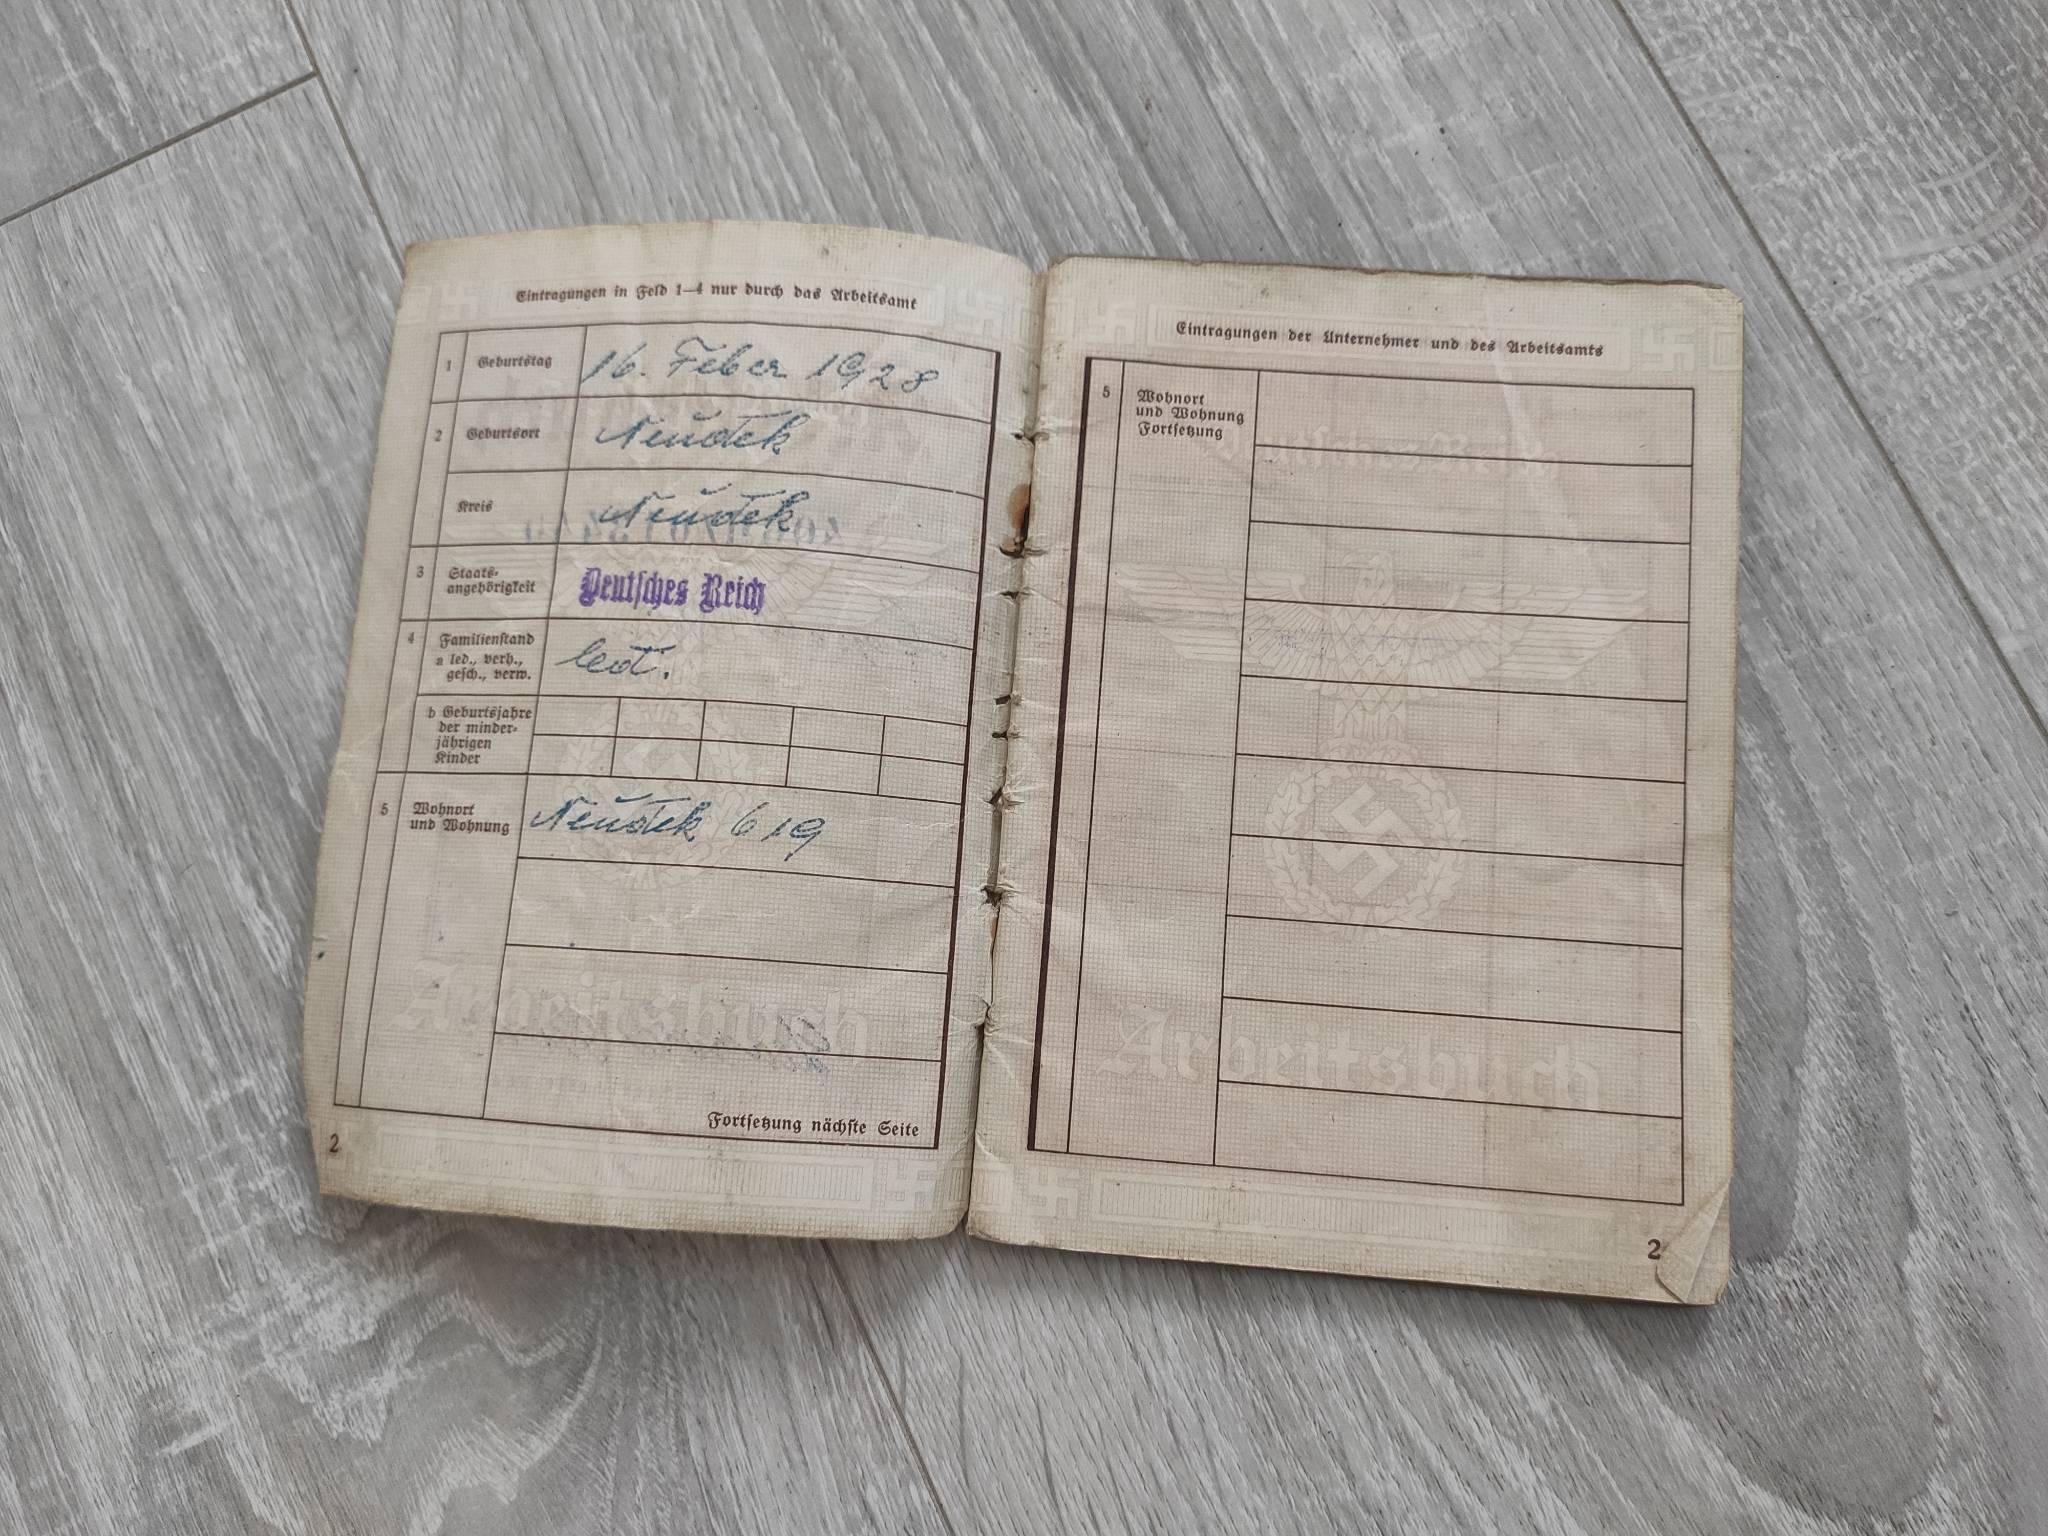 Eintragungen in Feld 1–4 nur durch das Arbeitsamt
1 Geburtstag 16. Feber 1928
2 Geburtsort Neudek
Kreis Neudek
3 Staats-
angehörigkeit Deutsches Reich
4 Familienstand
a led., verh.,
gesch., verw. led.
b Geburtsjahre
der minder-
jährigen
Kinder
5 Wohnort
und Wohnung Neudek 619
Arbeitsbuch
Fortsetzung nächste Seite
2
Eintragungen der Unternehmer und des Arbeitsamts
5 Wohnort
und Wohnung
Fortsetzung
Arbeitsbuch
2